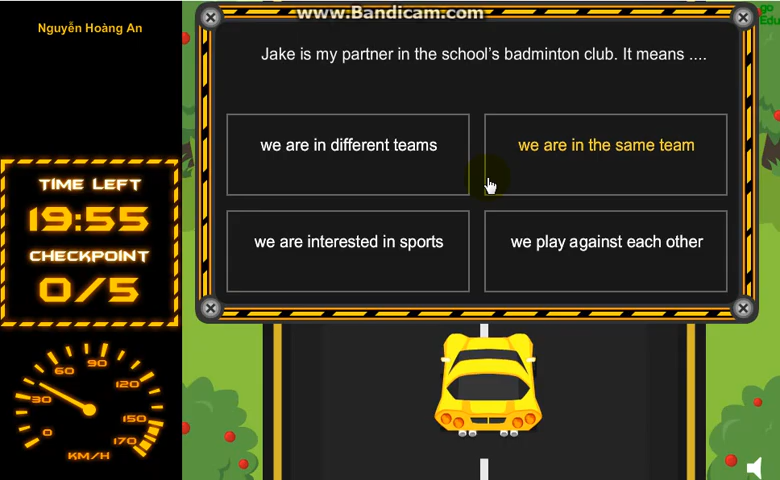 www.Bandicam.com
go
Edu
Nguyễn Hoàng An
Jake is my partner in the school's badminton club. It means ....
we are in different teams
we are in the same team
we are interested in sports
we play against each other
TIME LEFT
19:55
CHECKPOINT
0/5
0
30
60
90
120
150
170
KM/H